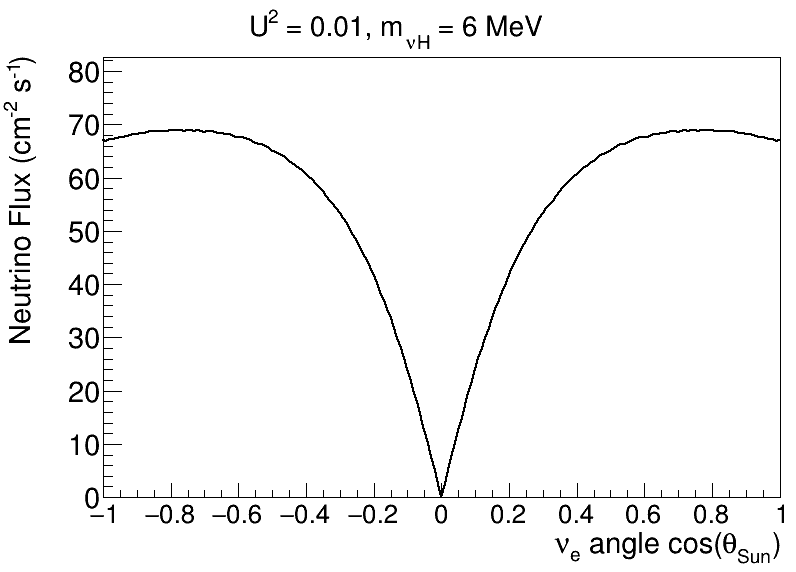 U² = 0.01, m_νH = 6 MeV
Neutrino Flux (cm⁻² s⁻¹)
80
70
60
50
40
30
20
10
0
−1 −0.8 −0.6 −0.4 −0.2 0 0.2 0.4 0.6 0.8 1
ν_e angle cos(θ_Sun)